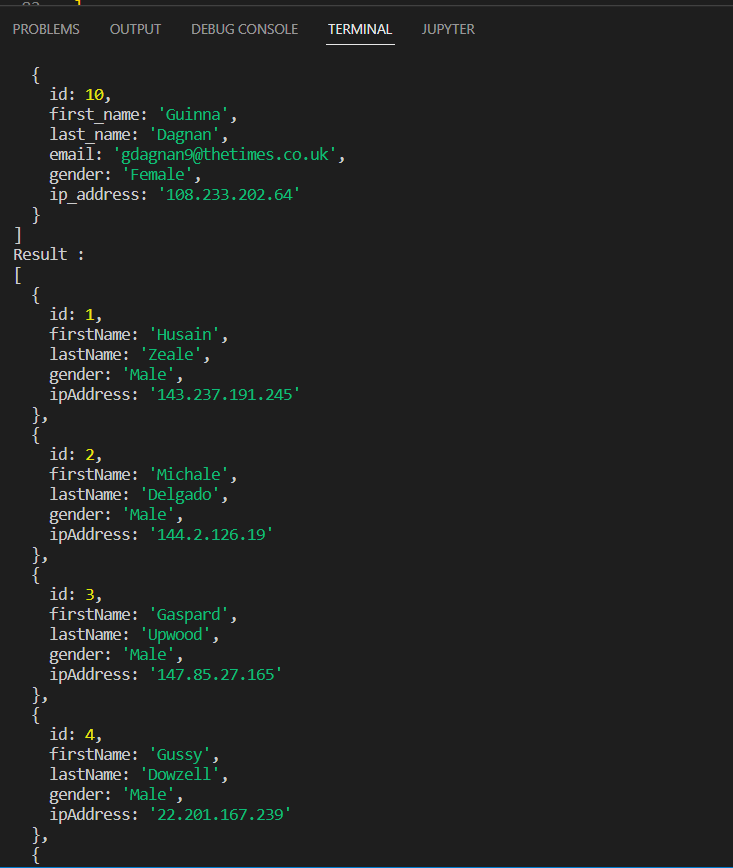 PROBLEMS OUTPUT DEBUG CONSOLE TERMINAL JUPYTER
{
id: 10,
first_name: 'Guinna',
last_name: 'Dagnan',
email: 'gdagnan9@thetimes.co.uk',
gender: 'Female',
ip_address: '108.233.202.64'
}
]
Result :
[
{
id: 1,
firstName: 'Husain',
lastName: 'Zeale',
gender: 'Male',
ipAddress: '143.237.191.245'
},
{
id: 2,
firstName: 'Michale',
lastName: 'Delgado',
gender: 'Male',
ipAddress: '144.2.126.19'
},
{
id: 3,
firstName: 'Gaspard',
lastName: 'Upwood',
gender: 'Male',
ipAddress: '147.85.27.165'
},
{
id: 4,
firstName: 'Gussy',
lastName: 'Dowzell',
gender: 'Male',
ipAddress: '22.201.167.239'
},
{